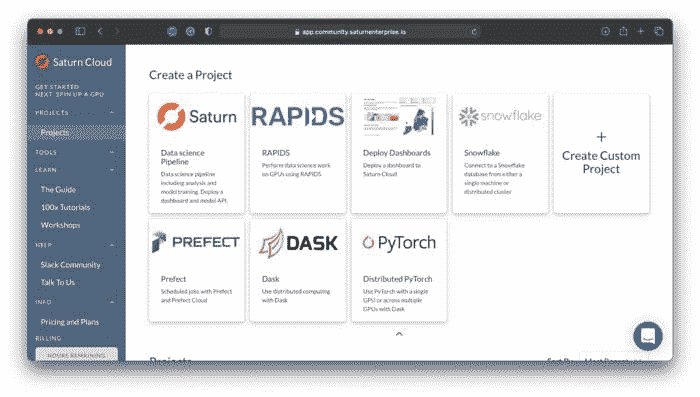 app.community.saturnenterprise.io
Saturn Cloud
GET STARTED
NEXT: SPIN UP A GPU
PROJECTS
Projects
TOOLS
LEARN
The Guide
100x Tutorials
Workshops
HELP
Slack Community
Talk To Us
INFO
Pricing and Plans
BILLING
HOURS REMAINING
Create a Project
Saturn
Data science
Pipeline
Data science pipeline
including analysis and
model training. Deploy a
dashboard and model API.
RAPIDS
RAPIDS
Perform data science work
on GPUs using RAPIDS
Deploy Dashboards
Deploy a dashboard to
Saturn Cloud
snowflake
Snowflake
Connect to a Snowflake
database from either a
single machine or
distributed cluster
+
Create Custom
Project
PREFECT
Prefect
Scheduled jobs with Prefect
and Prefect Cloud
DASK
Dask
Use distributed computing
with Dask
PyTorch
Distributed PyTorch
Use PyTorch with a single
GPU or across multiple
GPUs with Dask
Projects